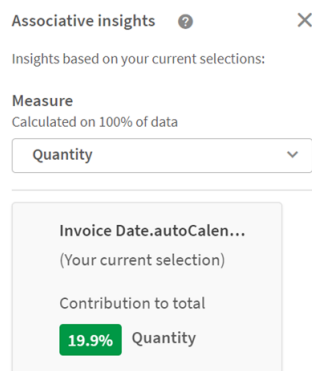 Associative insights ?
Insights based on your current selections:
Measure
Calculated on 100% of data
Quantity
Invoice Date.autoCalen...
(Your current selection)
Contribution to total
19.9% Quantity